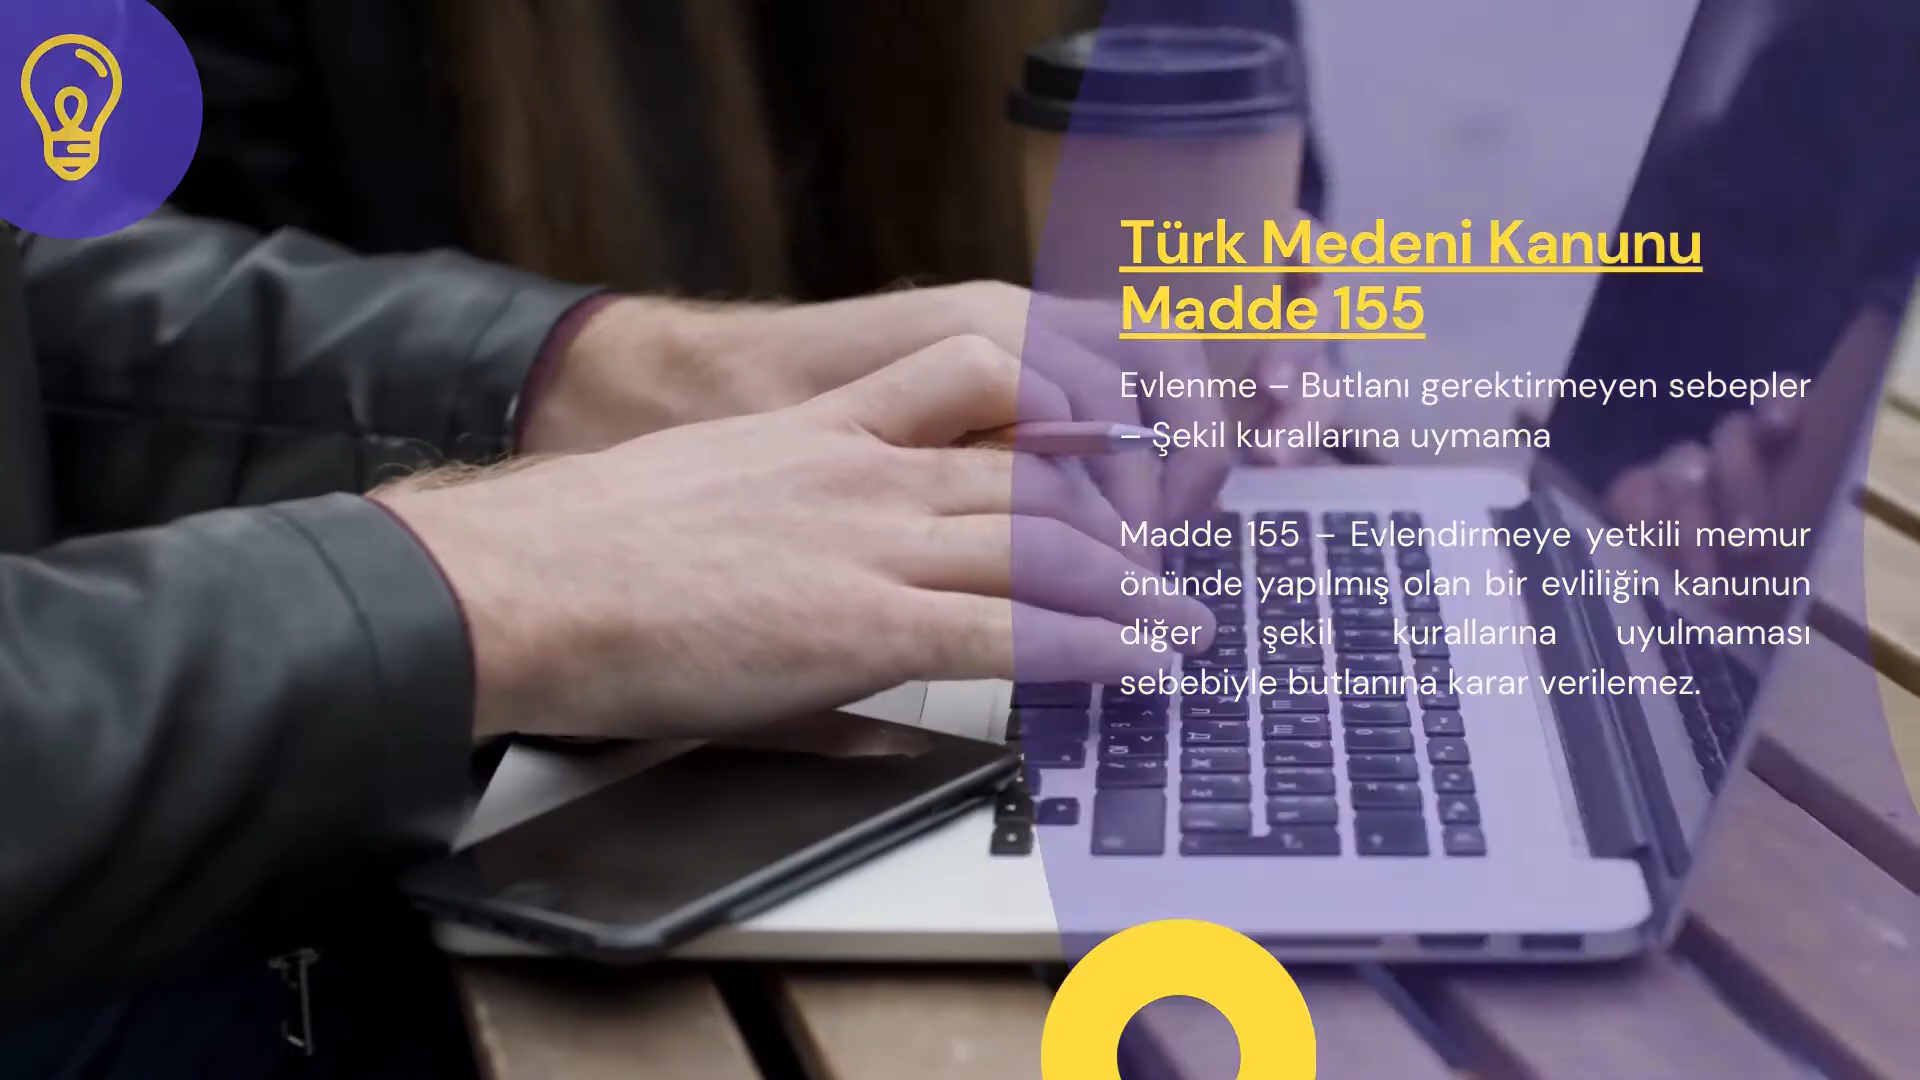 Türk Medeni Kanunu
Madde 155
Evlenme – Butlanı gerektirmeyen sebepler
– Şekil kurallarına uymama
Madde 155 – Evlendirmeye yetkili memur
önünde yapılmış olan bir evliliğin kanunun
diğer şekil kurallarına uyulmaması
sebebiyle butlanına karar verilemez.